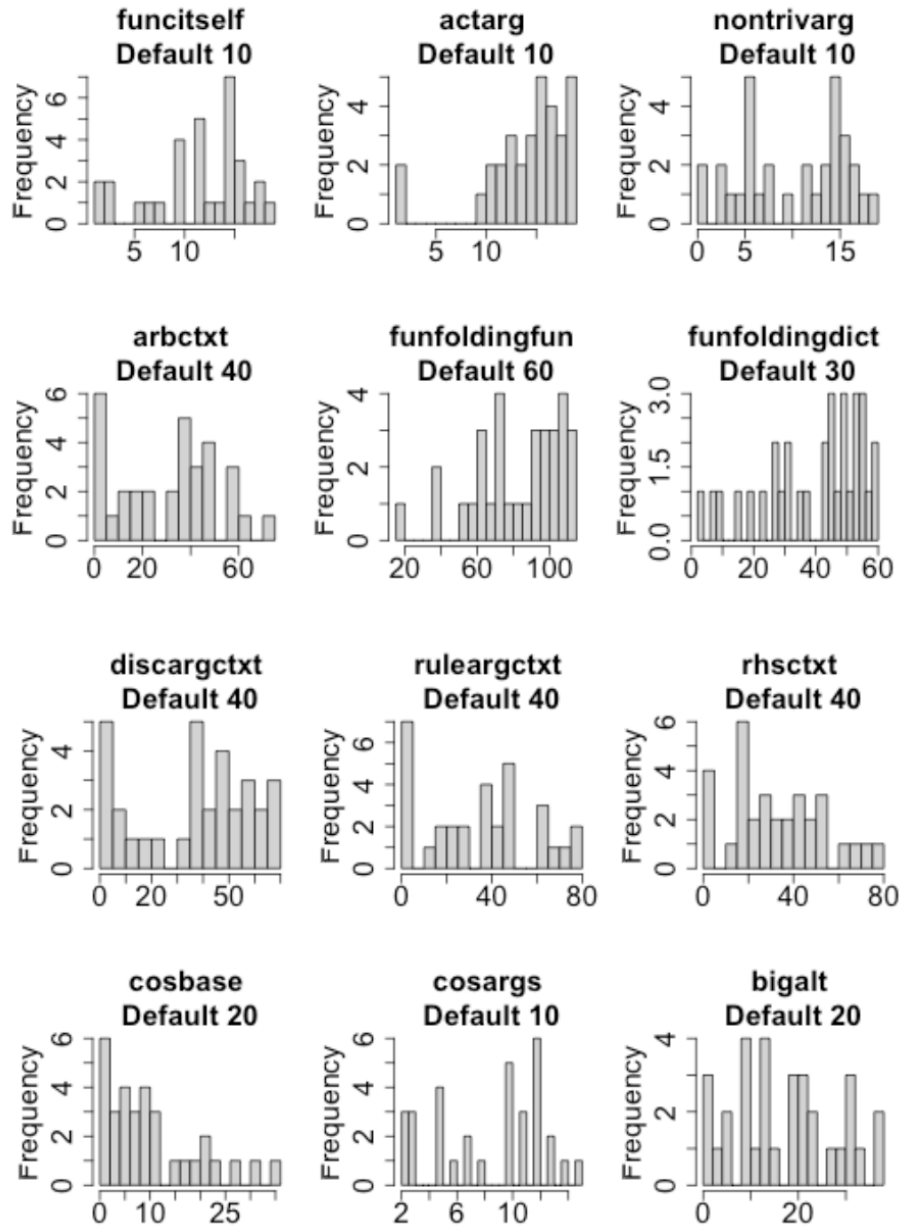 funcitself
Default 10
Frequency
0 2 4 6
5 10
actarg
Default 10
Frequency
0 2 4
5 10
nontrivarg
Default 10
Frequency
0 2 4
0 5 15
arbctxt
Default 40
Frequency
0 2 4 6
0 20 60
funfoldingfun
Default 60
Frequency
0 2 4
20 60 100
funfoldingdict
Default 30
Frequency
0.0 1.5 3.0
0 20 40 60
discargctxt
Default 40
Frequency
0 2 4
0 20 50
ruleargctxt
Default 40
Frequency
0 2 4 6
0 40 80
rhsctxt
Default 40
Frequency
0 2 4 6
0 40 80
cosbase
Default 20
Frequency
0 2 4 6
0 10 25
cosargs
Default 10
Frequency
0 2 4 6
2 6 10
bigalt
Default 20
Frequency
0 2 4
0 20